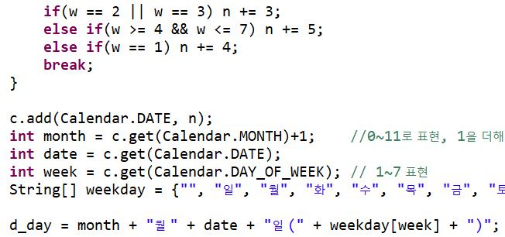 if(w == 2 || w == 3) n += 3;
else if(w >= 4 && w <= 7) n += 5;
else if(w == 1) n += 4;
break;
}
c.add(Calendar.DATE, n);
int month = c.get(Calendar.MONTH)+1; //0~11로 표현, 1을 더해
int date = c.get(Calendar.DATE);
int week = c.get(Calendar.DAY_OF_WEEK); // 1~7 표현
String[] weekday = {"", "일", "월", "화", "수", "목", "금", "토
d_day = month + "월 " + date + "일 (" + weekday[week] + ")";